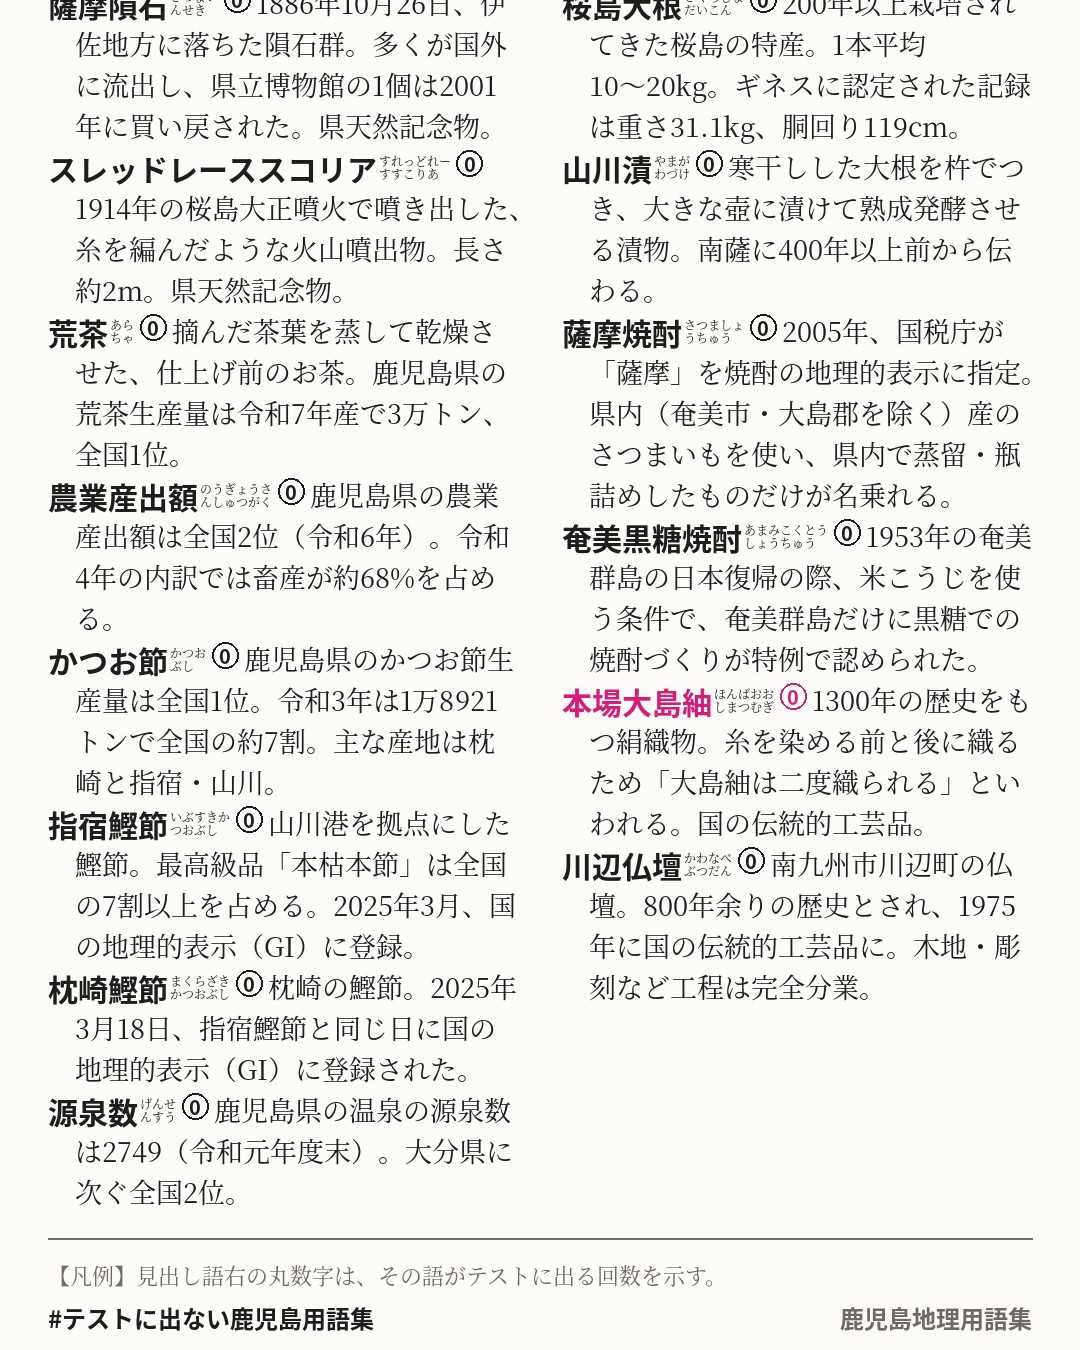 薩摩隕石 んせき ⓪ 1886年10月26日、伊
佐地方に落ちた隕石群。多くが国外
に流出し、県立博物館の1個は2001
年に買い戻された。県天然記念物。
スレッドレーススコリア すれっどれー すすこりあ ⓪
1914年の桜島大正噴火で噴き出した、
糸を編んだような火山噴出物。長さ
約2m。県天然記念物。
荒茶 あら ちゃ ⓪ 摘んだ茶葉を蒸して乾燥さ
せた、仕上げ前のお茶。鹿児島県の
荒茶生産量は令和7年産で3万トン、
全国1位。
農業産出額 のうぎょうさ んしゅつがく ⓪ 鹿児島県の農業
産出額は全国2位（令和6年）。令和
4年の内訳では畜産が約68%を占め
る。
かつお節 かつお ぶし ⓪ 鹿児島県のかつお節生
産量は全国1位。令和3年は1万8921
トンで全国の約7割。主な産地は枕
崎と指宿・山川。
指宿鰹節 いぶすきか つおぶし ⓪ 山川港を拠点にした
鰹節。最高級品「本枯本節」は全国
の7割以上を占める。2025年3月、国
の地理的表示（GI）に登録。
枕崎鰹節 まくらざき かつおぶし ⓪ 枕崎の鰹節。2025年
3月18日、指宿鰹節と同じ日に国の
地理的表示（GI）に登録された。
源泉数 げんせ んすう ⓪ 鹿児島県の温泉の源泉数
は2749（令和元年度末）。大分県に
次ぐ全国2位。
桜島大根 だいこん ⓪ 200年以上栽培され
てきた桜島の特産。1本平均
10〜20kg。ギネスに認定された記録
は重さ31.1kg、胴回り119cm。
山川漬 やまが わづけ ⓪ 寒干しした大根を杵でつ
き、大きな壺に漬けて熟成発酵させ
る漬物。南薩に400年以上前から伝
わる。
薩摩焼酎 さつましょ うちゅう ⓪ 2005年、国税庁が
「薩摩」を焼酎の地理的表示に指定。
県内（奄美市・大島郡を除く）産の
さつまいもを使い、県内で蒸留・瓶
詰めしたものだけが名乗れる。
奄美黒糖焼酎 あまみこくとう しょうちゅう ⓪ 1953年の奄美
群島の日本復帰の際、米こうじを使
う条件で、奄美群島だけに黒糖での
焼酎づくりが特例で認められた。
本場大島紬 ほんばおお しまつむぎ ⓪ 1300年の歴史をも
つ絹織物。糸を染める前と後に織る
ため「大島紬は二度織られる」とい
われる。国の伝統的工芸品。
川辺仏壇 かわなべ ぶつだん ⓪ 南九州市川辺町の仏
壇。800年余りの歴史とされ、1975
年に国の伝統的工芸品に。木地・彫
刻など工程は完全分業。
【凡例】見出し語右の丸数字は、その語がテストに出る回数を示す。
#テストに出ない鹿児島用語集
鹿児島地理用語集